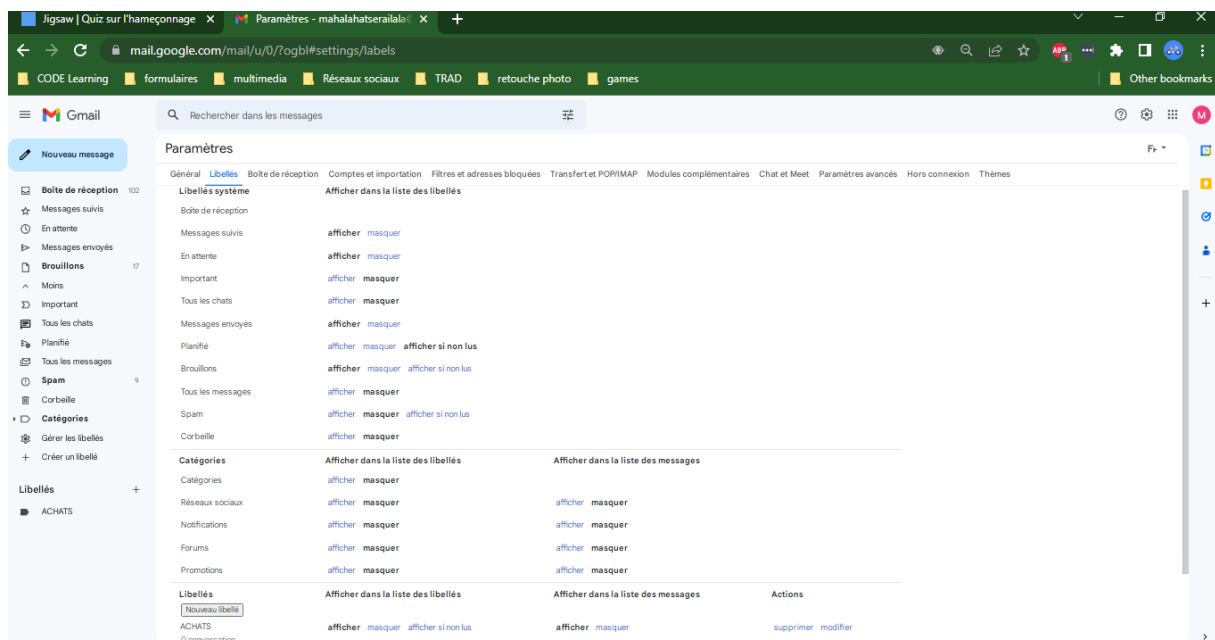 Jigsaw | Quiz sur l'hameçonnage
Paramètres - mahalahatserailala
mail.google.com/mail/u/0/?ogbl#settings/labels
CODE Learning formulaires multimedia Réseaux sociaux TRAD retouche photo games Other bookmarks
Gmail
Rechercher dans les messages
M
Nouveau message
Boîte de réception 102
Messages suivis
En attente
Messages envoyés
Brouillons 17
Moins
Important
Tous les chats
Planifié
Tous les messages
Spam 9
Corbeille
Catégories
Gérer les libellés
Créer un libellé
Libellés
ACHATS
Paramètres
Général Libellés Boîte de réception Comptes et importation Filtres et adresses bloquées Transfert et POP/IMAP Modules complémentaires Chat et Meet Paramètres avancés Hors connexion Thèmes
Libellés système Afficher dans la liste des libellés
Boîte de réception
Messages suivis afficher masquer
En attente afficher masquer
Important afficher masquer
Tous les chats afficher masquer
Messages envoyés afficher masquer
Planifié afficher masquer afficher si non lus
Brouillons afficher masquer afficher si non lus
Tous les messages afficher masquer
Spam afficher masquer afficher si non lus
Corbeille afficher masquer
Catégories Afficher dans la liste des libellés Afficher dans la liste des messages
Catégories afficher masquer
Réseaux sociaux afficher masquer afficher masquer
Notifications afficher masquer afficher masquer
Forums afficher masquer afficher masquer
Promotions afficher masquer afficher masquer
Libellés Afficher dans la liste des libellés Afficher dans la liste des messages Actions
Nouveau libellé
ACHATS afficher masquer afficher si non lus afficher masquer supprimer modifier
0 conversation